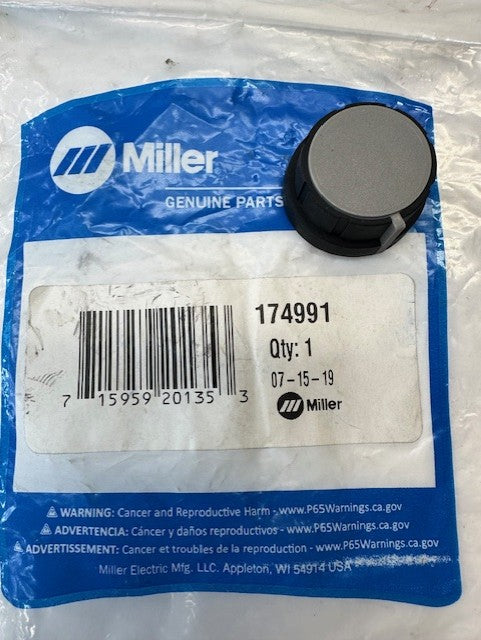 Miller
GENUINE PARTS
174991
Qty: 1
07-15-19
Miller
7 15959 20135 3
WARNING: Cancer and Reproductive Harm - www.P65Warnings.ca.gov
ADVERTENCIA: Cáncer y daños reproductivos - www.P65Warnings.ca.gov
ADVERTISSEMENT: Cancer et troubles de la reproduction - www.P65Warnings.ca.gov
Miller Electric Mfg. LLC. Appleton, WI 54914 USA